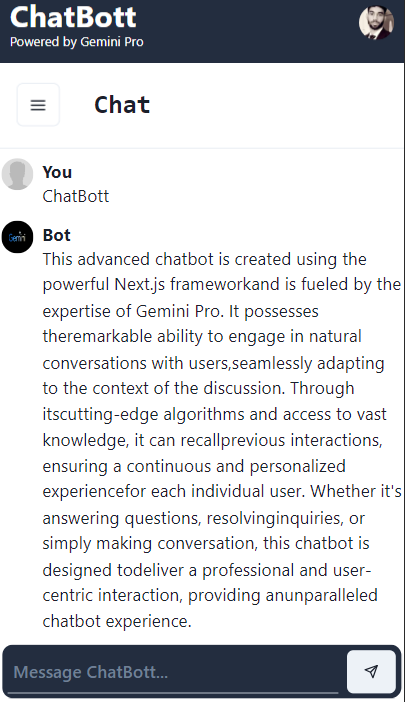 ChatBott
Powered by Gemini Pro
Chat
You
ChatBott
Gemini
Bot
This advanced chatbot is created using the
powerful Next.js frameworkand is fueled by the
expertise of Gemini Pro. It possesses
theremarkable ability to engage in natural
conversations with users,seamlessly adapting
to the context of the discussion. Through
itscutting-edge algorithms and access to vast
knowledge, it can recallprevious interactions,
ensuring a continuous and personalized
experiencefor each individual user. Whether it's
answering questions, resolvinginquiries, or
simply making conversation, this chatbot is
designed todeliver a professional and user-
centric interaction, providing anunparalleled
chatbot experience.
Message ChatBott...